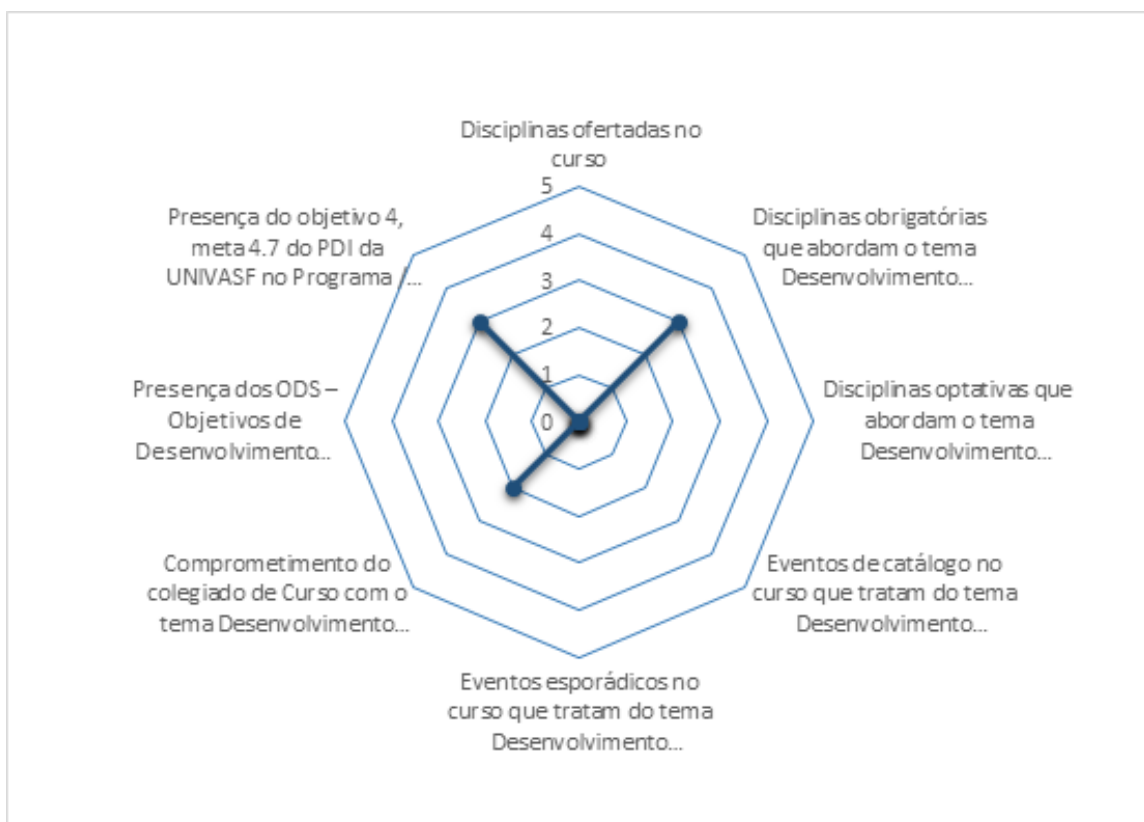 Disciplinas ofertadas no
curso
5
4
3
2
1
0
Disciplinas obrigatórias
que abordam o tema
Desenvolvimento...
Disciplinas optativas que
abordam o tema
Desenvolvimento...
Eventos de catálogo no
curso que tratam do tema
Desenvolvimento...
Eventos esporádicos no
curso que tratam do tema
Desenvolvimento...
Comprometimento do
colegiado de Curso com o
tema Desenvolvimento...
Presença dos ODS –
Objetivos de
Desenvolvimento...
Presença do objetivo 4,
meta 4.7 do PDI da
UNIVASF no Programa /...